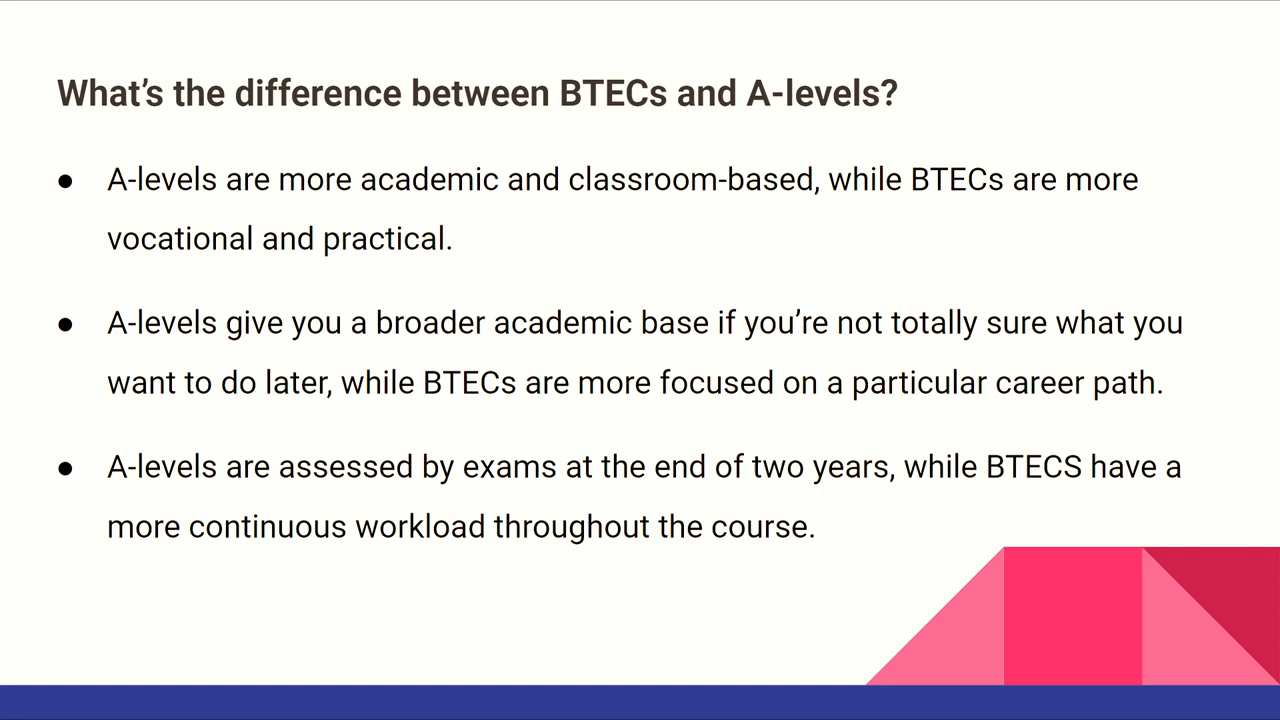 What’s the difference between BTECs and A-levels?
● A-levels are more academic and classroom-based, while BTECs are more
vocational and practical.
● A-levels give you a broader academic base if you’re not totally sure what you
want to do later, while BTECs are more focused on a particular career path.
● A-levels are assessed by exams at the end of two years, while BTECS have a
more continuous workload throughout the course.